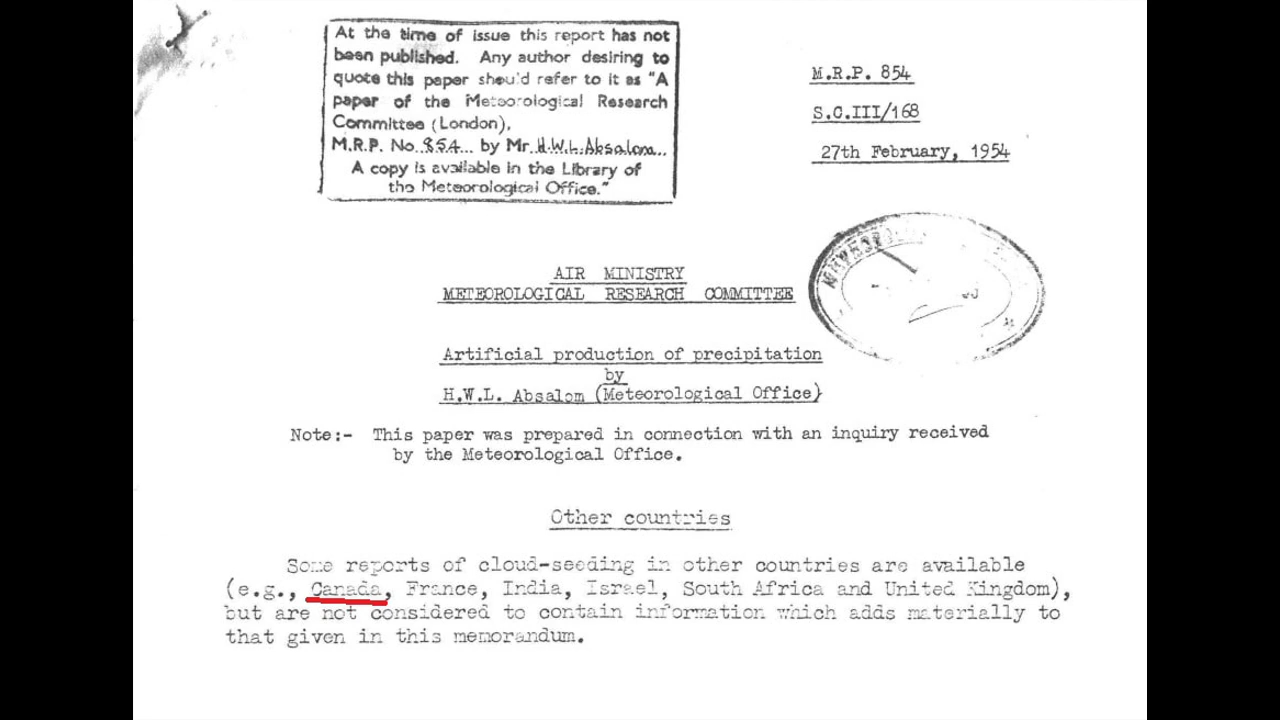 At the time of issue this report has not
been published. Any author desiring to
quote this paper should refer to it as "A
paper of the Meteorological Research
Committee (London),
M.R.P. No. 854... by Mr. H.W.L. Absalom...
A copy is available in the Library of
the Meteorological Office."
M.R.P. 854
S.C.III/168
27th February, 1954
AIR MINISTRY
METEOROLOGICAL RESEARCH COMMITTEE
Artificial production of precipitation
by
H.W.L. Absalom (Meteorological Office)
Note:- This paper was prepared in connection with an inquiry received
by the Meteorological Office.
Other countries
Some reports of cloud-seeding in other countries are available
(e.g., Canada, France, India, Israel, South Africa and United Kingdom),
but are not considered to contain information which adds materially to
that given in this memorandum.